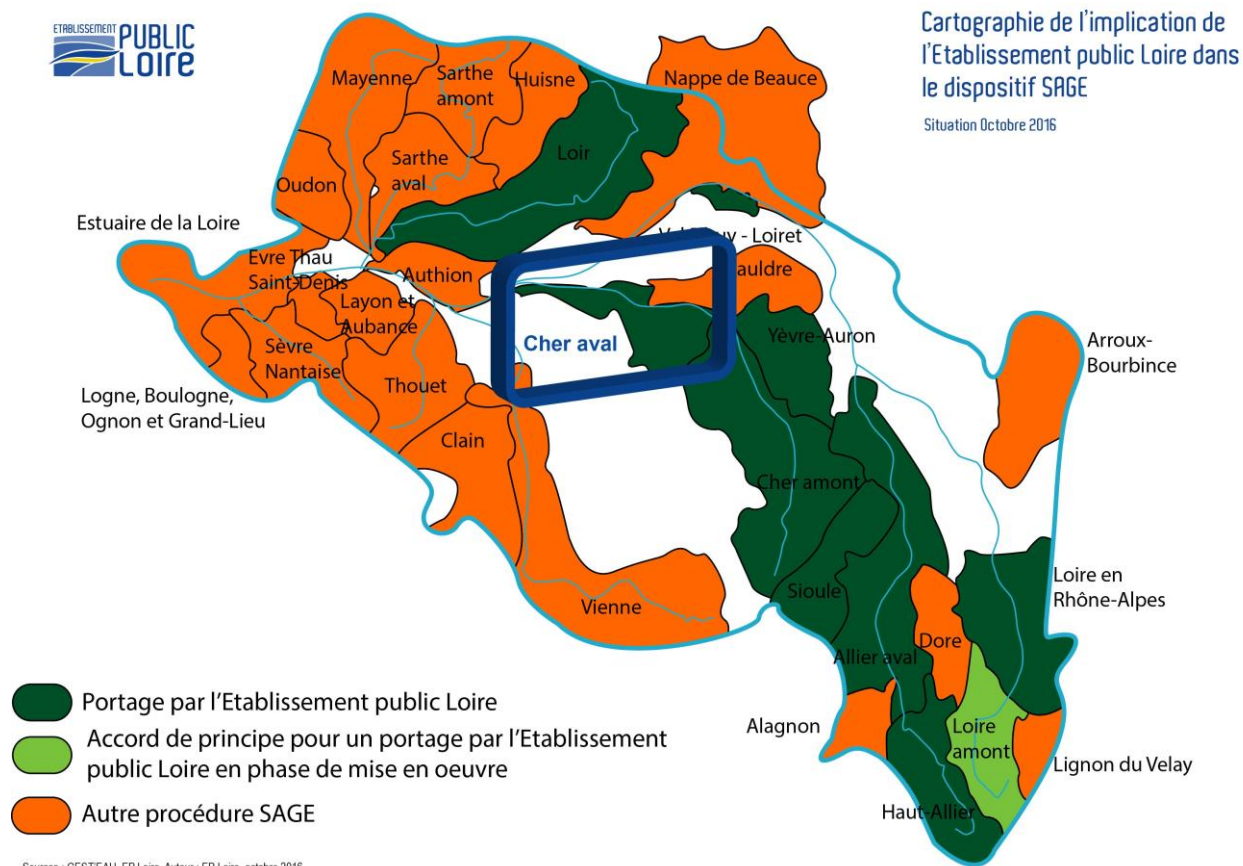 ETABLISSEMENT
PUBLIC
LOIRE
Cartographie de l'implication de
l'Etablissement public Loire dans
le dispositif SAGE
Situation Octobre 2016
Mayenne
Sarthe
amont
Huisne
Nappe de Beauce
Loir
Sarthe
aval
Oudon
Estuaire de la Loire
- Loiret
Evre Thau
Saint-Denis
Authion
auldre
Layon et
Aubance
Cher aval
Yèvre-Auron
Arroux-
Bourbince
Sèvre
Nantaise
Thouet
Logne, Boulogne,
Ognon et Grand-Lieu
Clain
Cher amont
Sioule
Loire en
Rhône-Alpes
Vienne
Dore
Allier aval
Portage par l'Etablissement public Loire
Accord de principe pour un portage par l'Etablissement
public Loire en phase de mise en oeuvre
Autre procédure SAGE
Alagnon
Loire
amont
Lignon du Velay
Haut-Allier